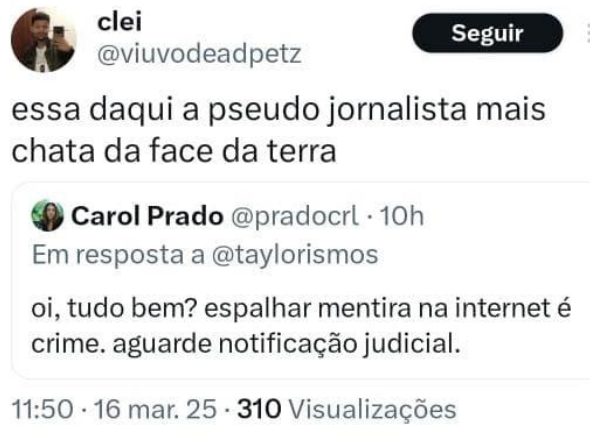 clei
Seguir
@viuvodeadpetz
essa daqui a pseudo jornalista mais
chata da face da terra
Carol Prado @pradocrl · 10h
Em resposta a @taylorismos
oi, tudo bem? espalhar mentira na internet é
crime. aguarde notificação judicial.
11:50 · 16 mar. 25 · 310 Visualizações